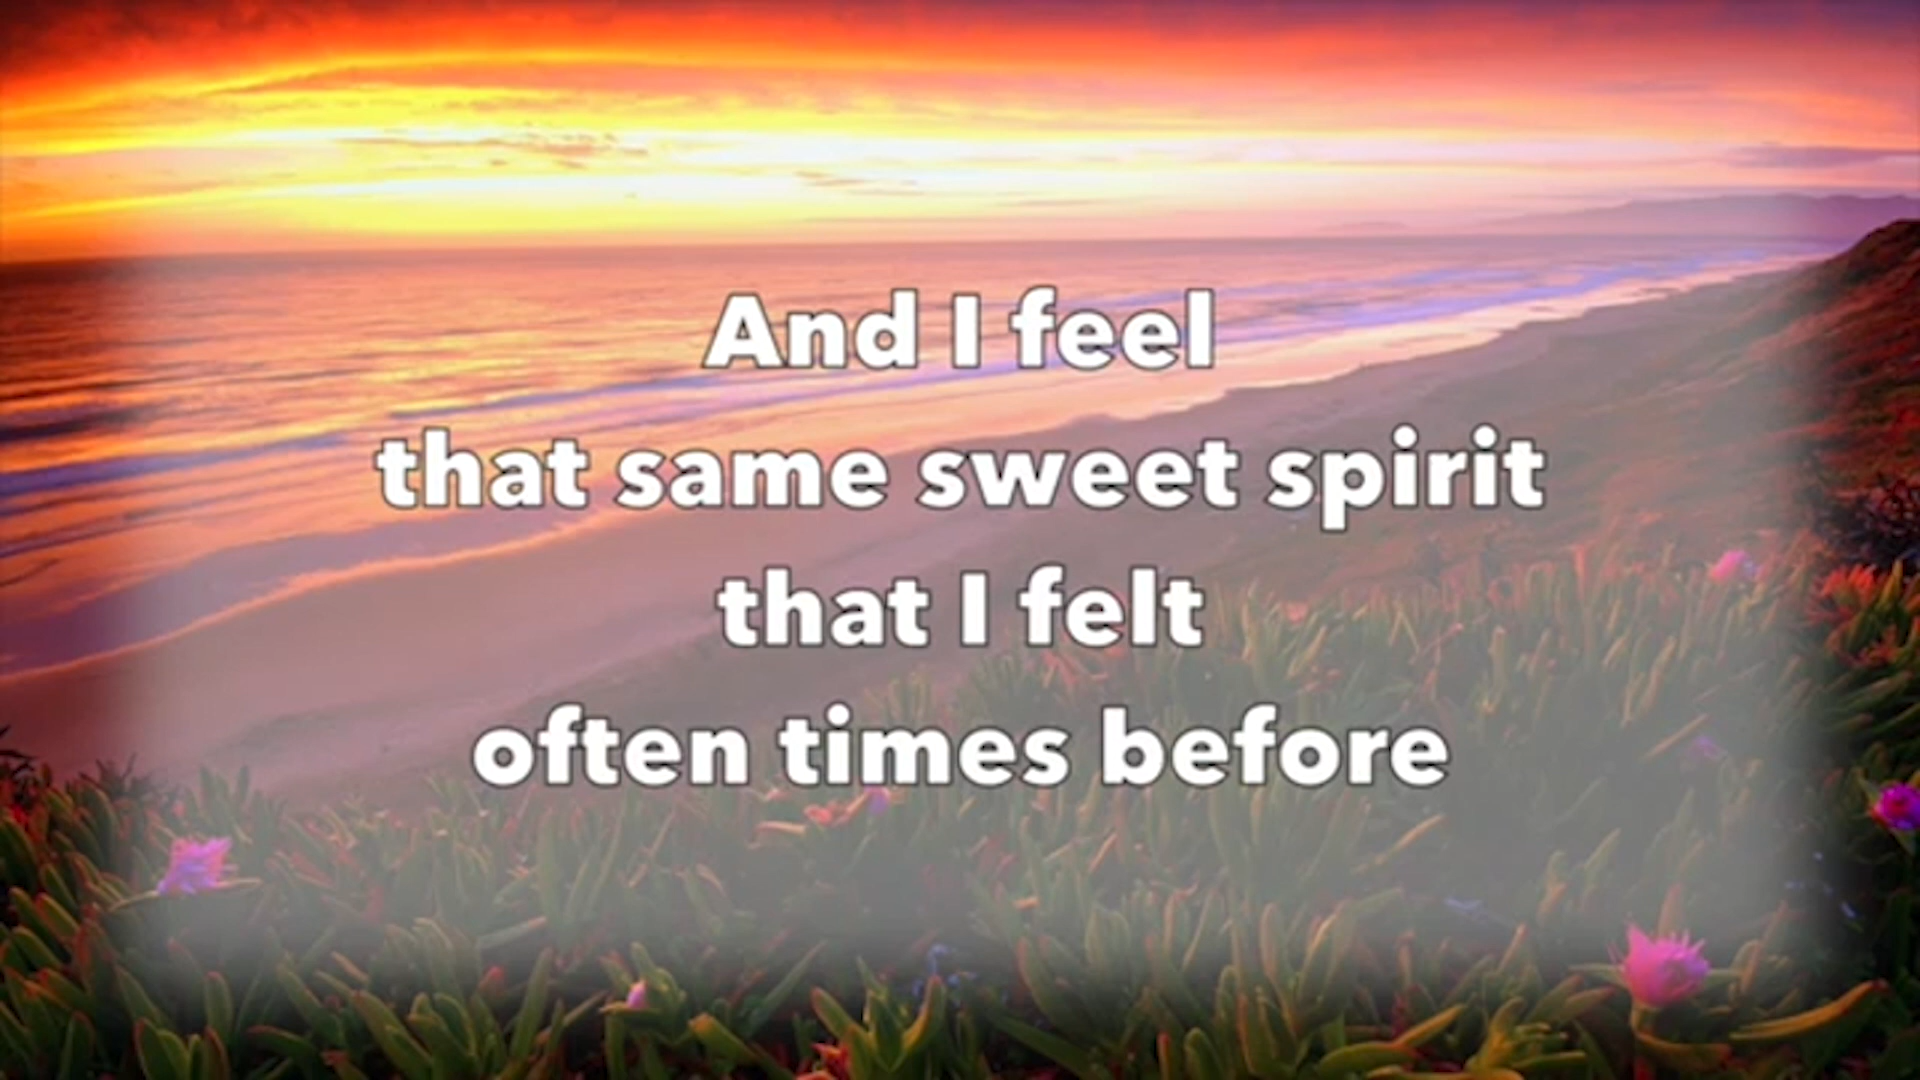 And I feel
that same sweet spirit
that I felt
often times before